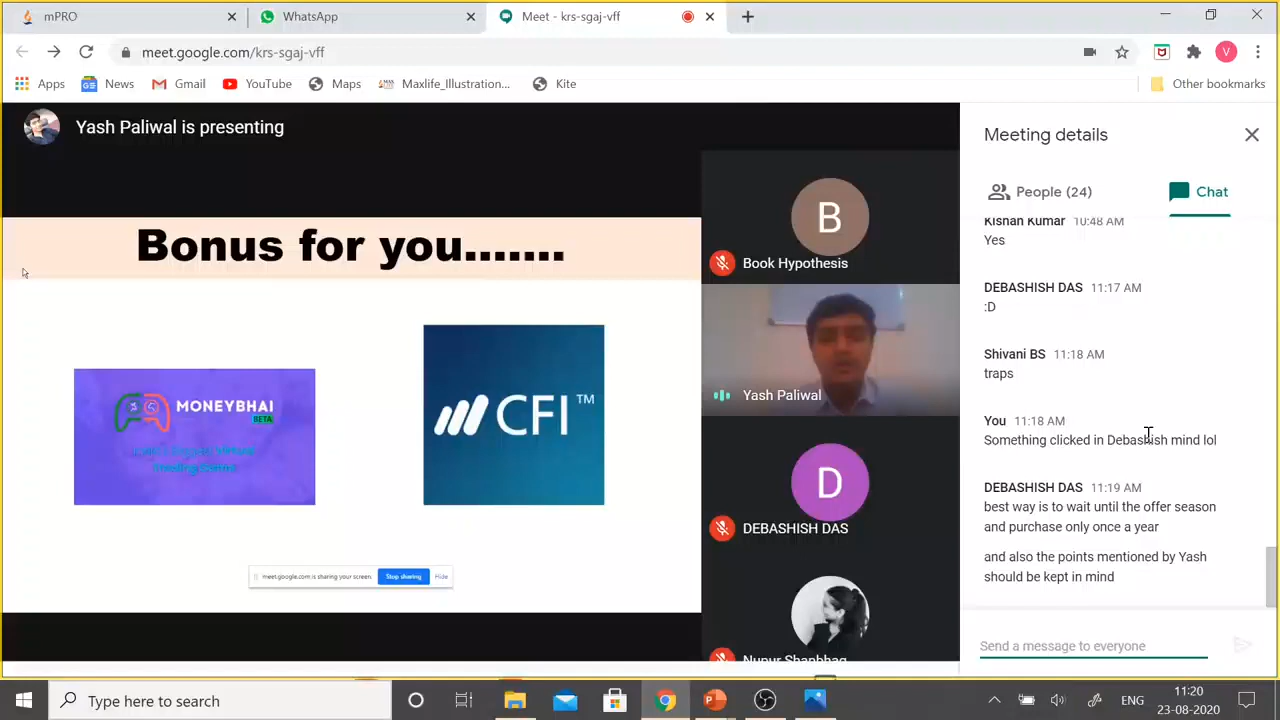 mPRO
WhatsApp
Meet - krs-sgaj-vff
meet.google.com/krs-sgaj-vff
V
Apps
News
Gmail
YouTube
Maps
Maxlife_Illustration...
Kite
Other bookmarks
Yash Paliwal is presenting
Bonus for you.......
MONEYBHAI
BETA
CFI™
meet.google.com is sharing your screen.
Stop sharing
Hide
B
Book Hypothesis
Yash Paliwal
D
DEBASHISH DAS
Nupur Shanbhag
Meeting details
People (24)
Chat
Kishan Kumar 10:48 AM
Yes
DEBASHISH DAS 11:17 AM
:D
Shivani BS 11:18 AM
traps
You 11:18 AM
Something clicked in Debashish mind lol
DEBASHISH DAS 11:19 AM
best way is to wait until the offer season
and purchase only once a year
and also the points mentioned by Yash
should be kept in mind
Send a message to everyone
Type here to search
ENG
11:20
23-08-2020